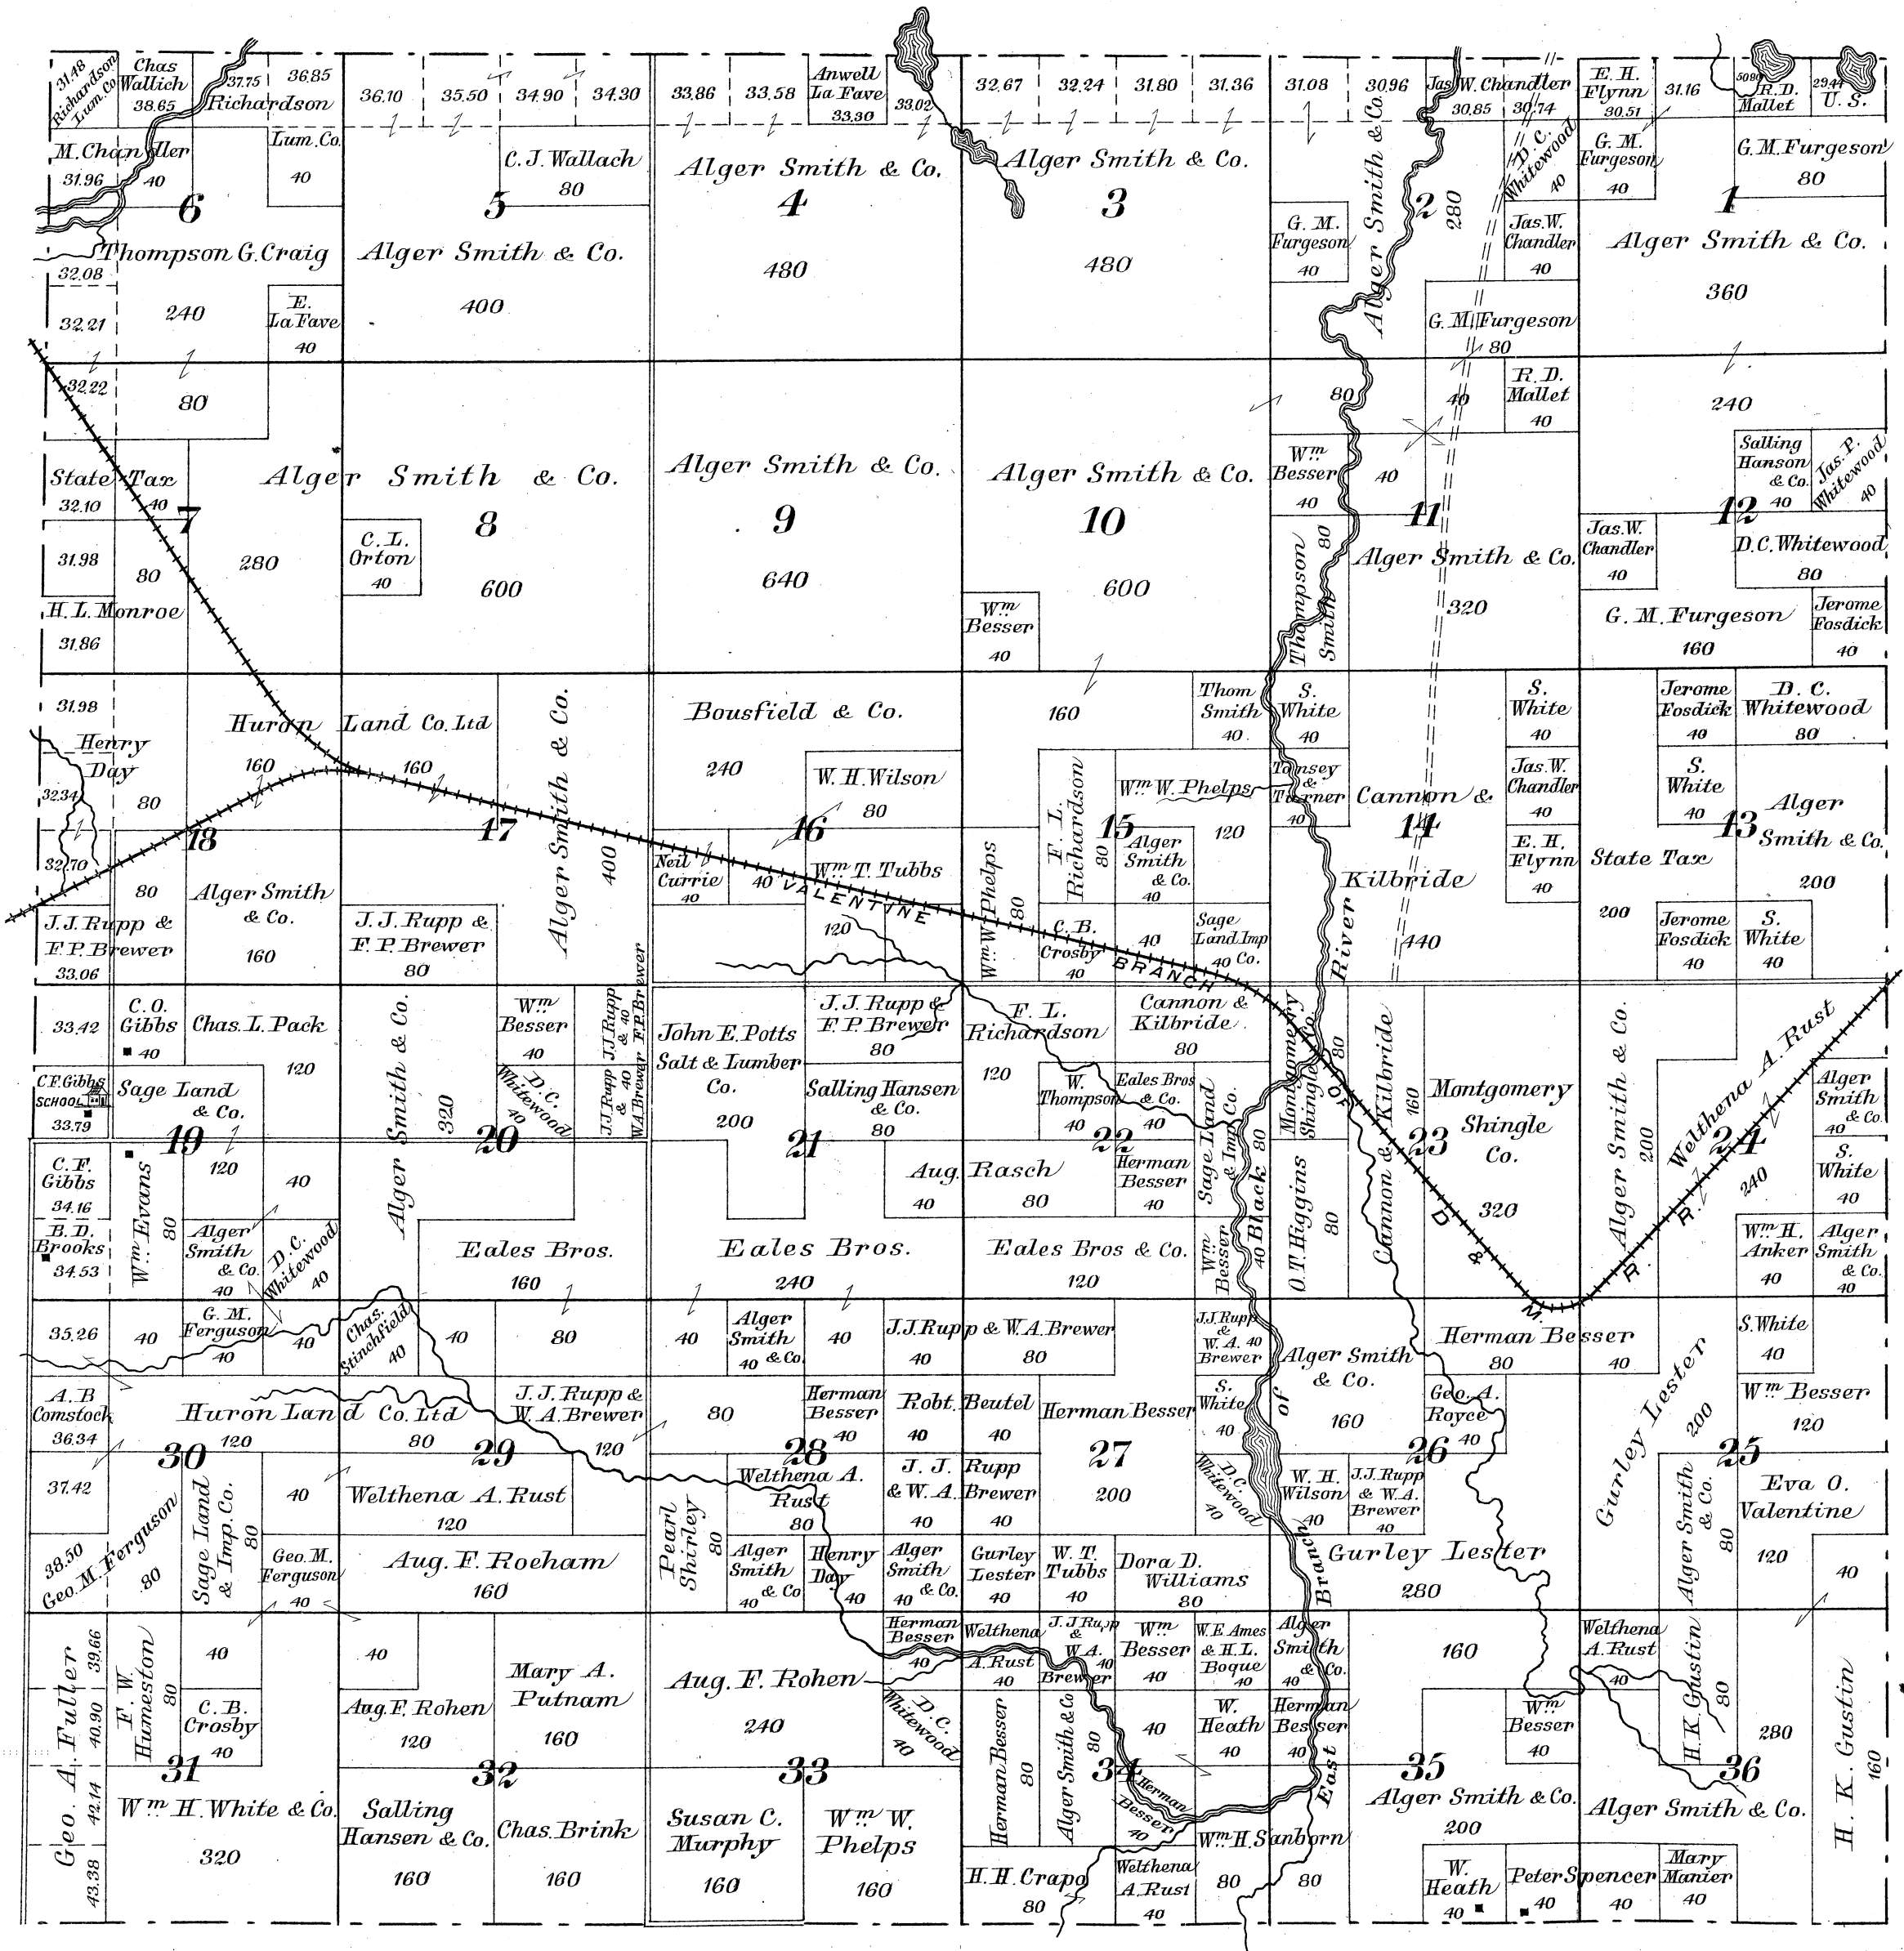 31.48
Richardson
Lum. Co.
Chas
Wallich
38.65
37.75
36.85
Richardson
Lum. Co.
40
M. Chandler
31.96
40
6
Thompson G. Craig
32.08
240
32.21
E.
La Fave
40
36.10
35.50
34.90
34.30
C. J. Wallach
80
5
Alger Smith & Co.
400
33.86
33.58
Anwell
La Fave
33.30
33.02
Alger Smith & Co.
4
480
32.67
32.24
31.80
31.36
Alger Smith & Co.
3
480
31.08
30.96
Jas. W. Chandler
30.85
30.74
D. C.
Whitewood
40
Alger Smith & Co.
2
280
G. M.
Furgeson
40
Jas. W.
Chandler
40
G. M. Furgeson
80
E. H.
Flynn
30.51
31.16
R. D.
Mallet
29.44
U. S.
G. M.
Furgeson
40
G. M. Furgeson
80
1
Alger Smith & Co.
360
32.22
80
State Tax
32.10
40
7
31.98
80
280
H. L. Monroe
31.86
Alger Smith & Co.
8
C. L.
Orton
40
600
Alger Smith & Co.
9
640
Alger Smith & Co.
10
600
Wm
Besser
40
80
40
R. D.
Mallet
40
Wm
Besser
40
40
11
Thompson
Smith
80
Alger Smith & Co.
320
240
Salling
Hanson
& Co.
40
Jas. P.
Whitewood
40
12
Jas. W.
Chandler
40
D. C. Whitewood
80
G. M. Furgeson
160
Jerome
Fosdick
40
31.98
Henry
Day
32.34
80
Huron Land Co. Ltd
160
160
18
32.70
80
Alger Smith
& Co.
160
J. J. Rupp &
F. P. Brewer
33.06
17
Alger Smith & Co.
400
J. J. Rupp &
F. P. Brewer
80
Bousfield & Co.
240
W. H. Wilson
80
16
Neil
Currie
40
40
Wm T. Tubbs
120
VALENTINE
BRANCH
OF
D & M. R. R.
160
Thom
Smith
40
F. L.
Richardson
80
Wm W. Phelps
120
15
Alger
Smith
& Co.
40
Wm W. Phelps
80
C. B.
Crosby
40
40
Sage
Land Imp
Co.
40
S.
White
40
Tansey
&
Turner
40
Cannon &
Kilbride
14
440
S.
White
40
Jas. W.
Chandler
40
E. H.
Flynn
40
River
Jerome
Fosdick
40
D. C.
Whitewood
80
S.
White
40
13
Alger
Smith & Co.
200
State Tax
200
Jerome
Fosdick
40
S.
White
40
33.42
C. O.
Gibbs
40
Chas. L. Pack
120
C. F. Gibbs
SCHOOL
33.79
Sage Land
& Co.
19
120
40
C. F.
Gibbs
34.16
B. D.
Brooks
34.53
Wm Evans
80
Alger
Smith
& Co.
40
D. C.
Whitewood
40
Alger Smith & Co.
320
20
Wm
Besser
40
J. J. Rupp
& 40
F. P. Brewer
D. C.
Whitewood
40
J. J. Rupp
& 40
W. A. Brewer
Eales Bros.
160
John E. Potts
Salt & Lumber
Co.
200
J. J. Rupp &
F. P. Brewer
80
Salling Hansen
& Co.
80
21
Aug. Rasch
40
80
Eales Bros.
240
F. L.
Richardson
120
Cannon &
Kilbride
80
W.
Thompson
40
Eales Bros
& Co.
40
22
Herman
Besser
40
Sage Land
& Imp. Co.
80
Eales Bros & Co.
120
Wm
Besser
40
Black
Montgomery
Shingle Co.
80
Cannon & Kilbride
160
O. T. Higgins
80
23
Montgomery
Shingle
Co.
320
Alger Smith & Co.
200
Welthena A. Rust
240
24
Alger
Smith
& Co.
40
S.
White
40
Wm H.
Anker
40
Alger
Smith
& Co.
40
35.26
40
G. M.
Ferguson
40
40
A. B
Comstock
36.34
Huron Land Co. Ltd
120
80
30
37.42
38.50
Geo. M. Ferguson
80
Sage Land
& Imp. Co.
80
40
Geo. M.
Ferguson
40
Chas.
Stinchfield
40
40
80
J. J. Rupp &
W. A. Brewer
120
29
Welthena A. Rust
120
Aug. F. Roeham
160
40
Alger
Smith
& Co
40
40
J. J. Rupp & W. A. Brewer
40
80
80
Herman
Besser
40
Robt. Beutel
40
40
28
Welthena A.
Rust
80
J. J. Rupp
& W. A. Brewer
40
40
Pearl
Shirley
80
Alger
Smith
& Co
40
Henry
Day
40
Alger
Smith
& Co.
40
J. J. Rupp
&
W. A.
Brewer
40
Herman Besser
27
200
S.
White
40
D. C.
Whitewood
40
Gurley
Lester
40
W. T.
Tubbs
40
Dora D.
Williams
80
of
Alger Smith
& Co.
160
Herman Besser
80
40
Geo. A.
Royce
40
26
W. H.
Wilson
40
J. J. Rupp
& W. A.
Brewer
40
Gurley Lester
280
Branch
Gurley Lester
200
S. White
40
Wm Besser
120
25
Alger Smith
& Co.
80
Eva O.
Valentine
120
40
Geo. A. Fuller
39.66
40.90
42.14
43.38
F. W.
Humeston
80
40
C. B.
Crosby
40
31
Wm H. White & Co.
320
40
Aug. F. Rohen
120
Mary A.
Putnam
160
32
Salling
Hansen & Co.
160
Chas. Brink
160
Aug. F. Rohen
240
Herman
Besser
40
D. C.
Whitewood
40
33
Susan C.
Murphy
160
Wm W.
Phelps
160
Welthena
A. Rust
40
J. J Rupp
&
W. A.
Brewer
40
Wm
Besser
40
W. E. Ames
& H. L.
Boque
40
Herman Besser
80
Alger Smith & Co
80
40
W.
Heath
40
34
Herman
Besser
40
Wm H. Sanborn
80
80
H. H. Crapo
80
Welthena
A. Rust
40
Alger
Smith
& Co.
Herman
Besser
40
East
160
Wm
Besser
40
35
Alger Smith & Co.
200
W.
Heath
40
Peter Spencer
40
40
Welthena
A. Rust
40
H. K. Gustin
80
280
36
Alger Smith & Co.
Mary
Manier
40
H. K. Gustin
160